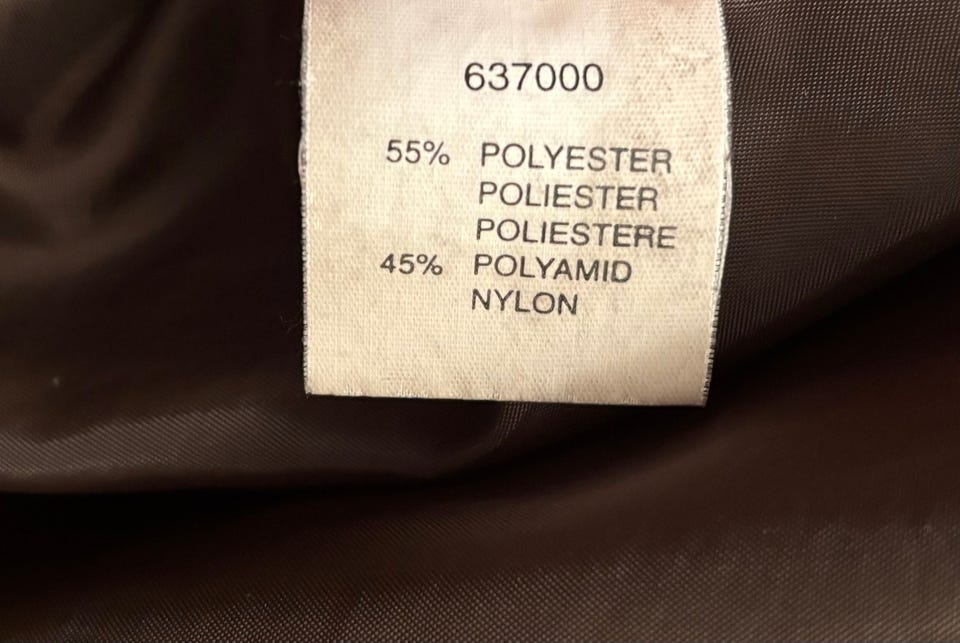 637000
55% POLYESTER
POLIESTER
POLIESTERE
45% POLYAMID
NYLON